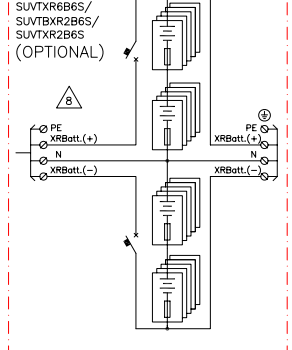 SUVTXR6B6S/
SUVTBXR2B6S/
SUVTXR2B6S
(OPTIONAL)
8
PE
PE
XRBatt.(+)
XRBatt.(+)
N
N
XRBatt.(-)
XRBatt.(-)